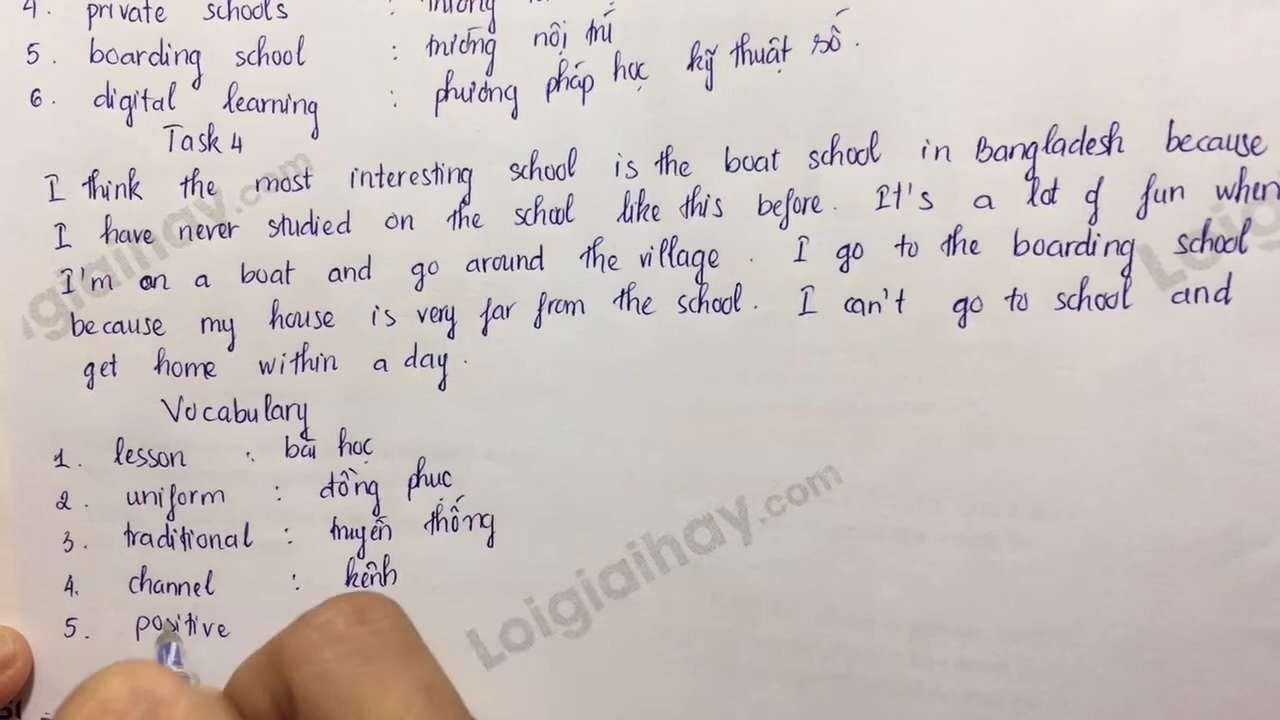 4. private schools : trường
5. boarding school : trường nội trú
6. digital learning : phương pháp học kỹ thuật số.
Task 4
I think the most interesting school is the boat school in Bangladesh because
I have never studied on the school like this before. It's a lot of fun when
I'm on a boat and go around the village. I go to the boarding school
because my house is very far from the school. I can't go to school and
get home within a day.
Vocabulary
1. lesson : bài học
2. uniform : đồng phục
3. traditional : truyền thống
4. channel : kênh
5. positive
Loigiaihay.com